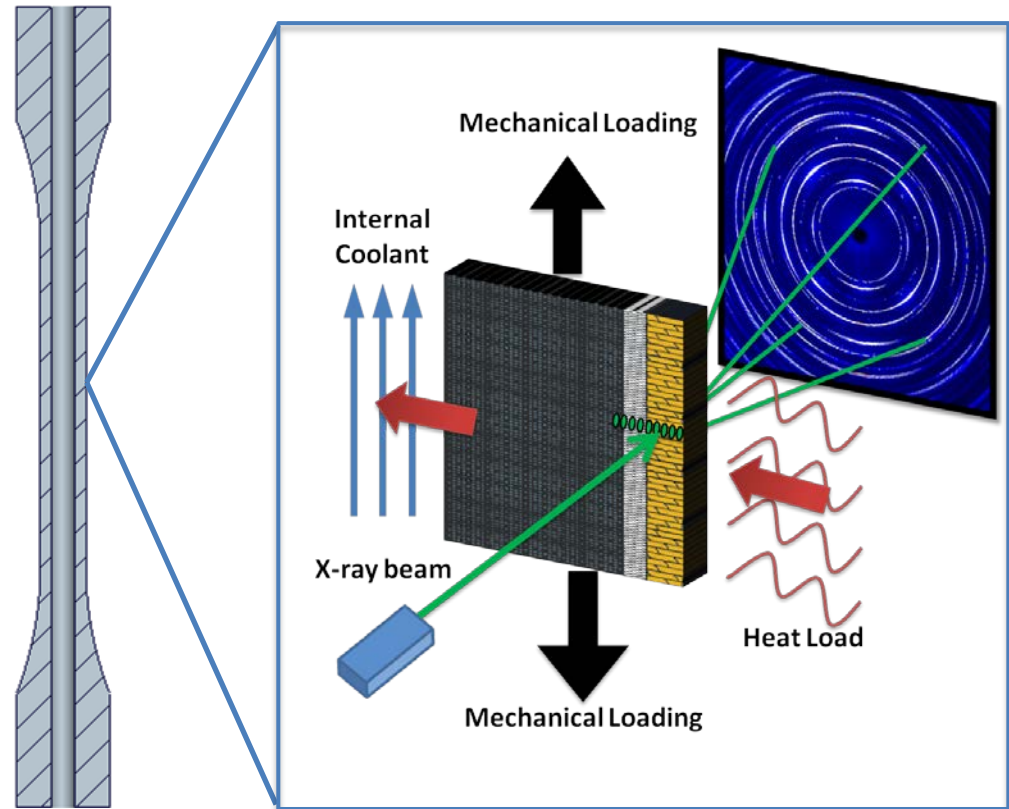 Mechanical Loading
Internal
Coolant
X-ray beam
Heat Load
Mechanical Loading